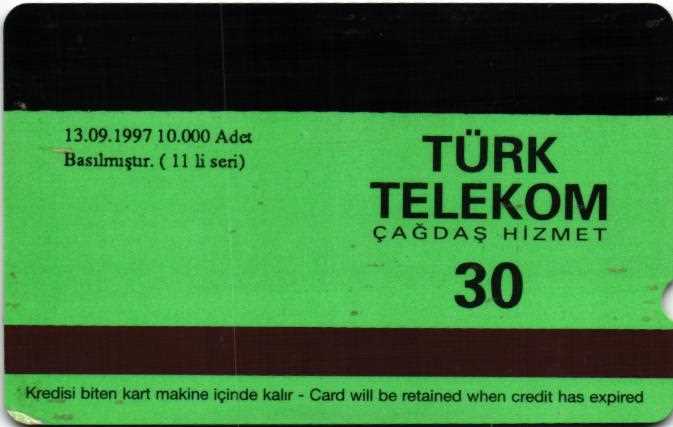 13.09.1997 10.000 Adet
Basılmıştır. ( 11 li seri)
TÜRK
TELEKOM
ÇAĞDAŞ HİZMET
30
Kredisi biten kart makine içinde kalır - Card will be retained when credit has expired